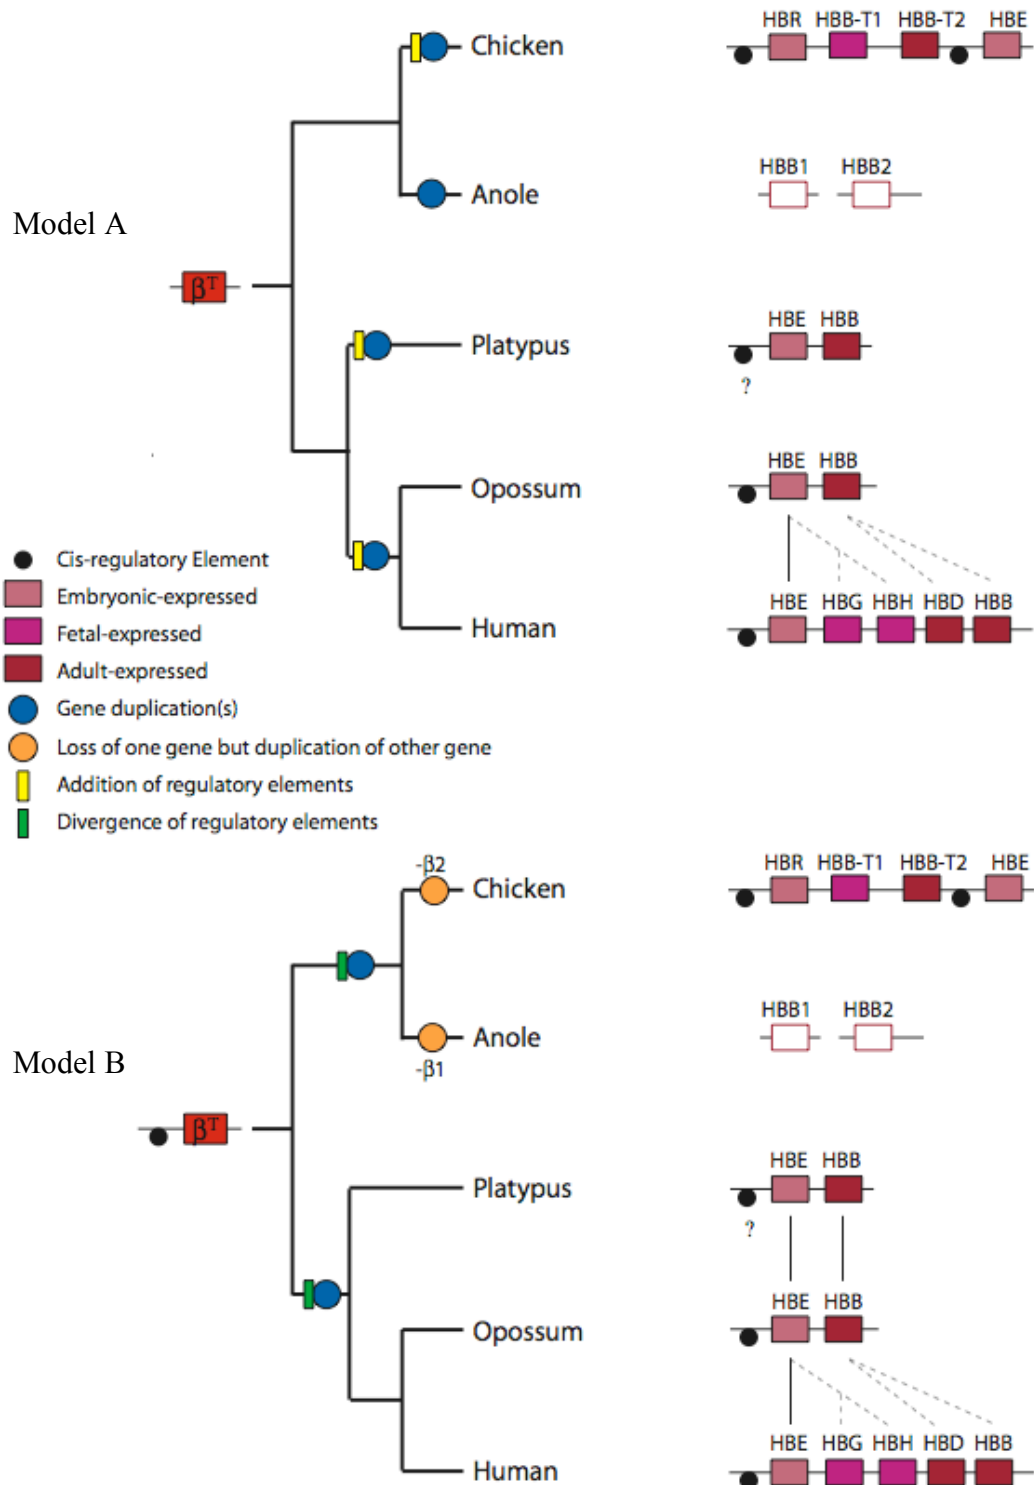 HBR HBB-T1 HBB-T2 HBE
Chicken
HBB1 HBB2
Anole
Model A
βT
HBE HBB
Platypus
?
HBE HBB
Opossum
Cis-regulatory Element
Embryonic-expressed
HBE HBG HBH HBD HBB
Fetal-expressed
Human
Adult-expressed
Gene duplication(s)
Loss of one gene but duplication of other gene
Addition of regulatory elements
Divergence of regulatory elements
-β2
HBR HBB-T1 HBB-T2 HBE
Chicken
HBB1 HBB2
Anole
-β1
Model B
βT
HBE HBB
Platypus
?
HBE HBB
Opossum
HBE HBG HBH HBD HBB
Human